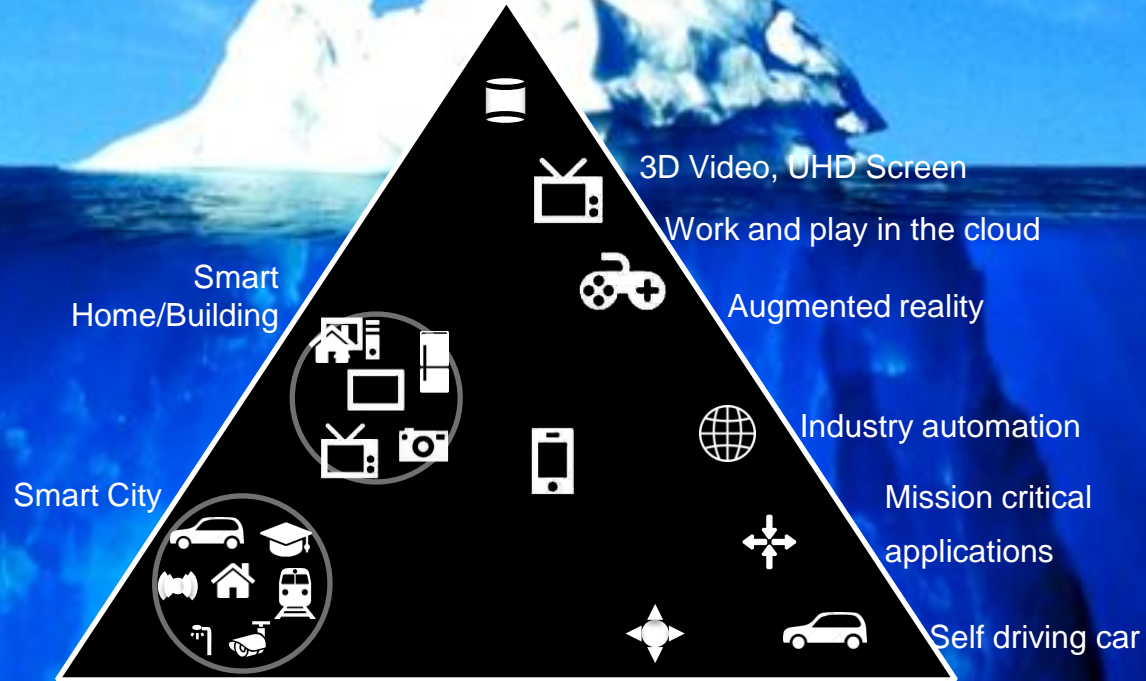 3D Video, UHD Screen
Work and play in the cloud
Smart
Home/Building
Augmented reality
Industry automation
Smart City
Mission critical
applications
Self driving car